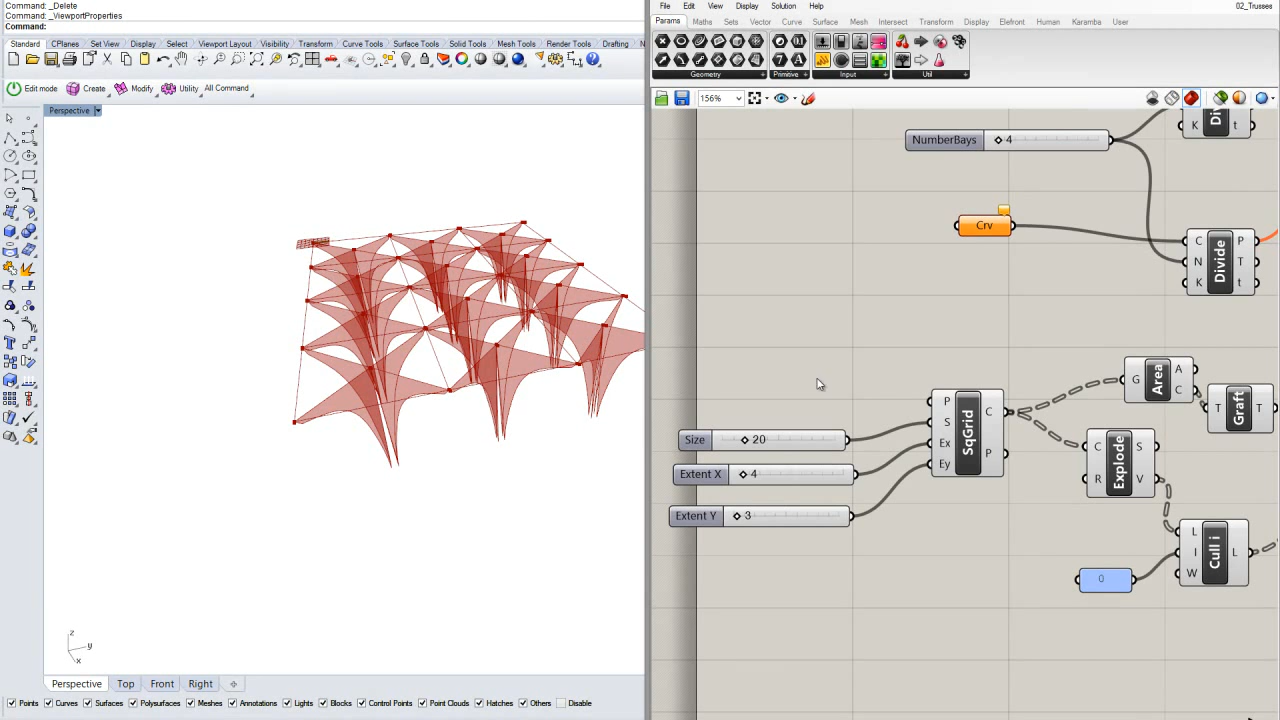 Command: _Delete
Command: _ViewportProperties
Command:
Standard CPlanes Set View Display Select Viewport Layout Visibility Transform Curve Tools Surface Tools Solid Tools Mesh Tools Render Tools Drafting
Edit mode Create Modify Utility All Command
Perspective
z
y
x
Perspective Top Front Right
Points Curves Surfaces Polysurfaces Meshes Annotations Lights Blocks Control Points Point Clouds Hatches Others Disable
File Edit View Display Solution Help 02_Trusses
Params Maths Sets Vector Curve Surface Mesh Intersect Transform Display Elefront Human Karamba User
Geometry Primitive Input Util
156%
NumberBays 4
K t
Crv
C P
N Divide T
K t
G Area A
C
T Graft T
P SqGrid C
S
Ex
Ey P
Size 20
Extent X 4
Extent Y 3
C Explode S
R V
L Cull i L
I
W
0